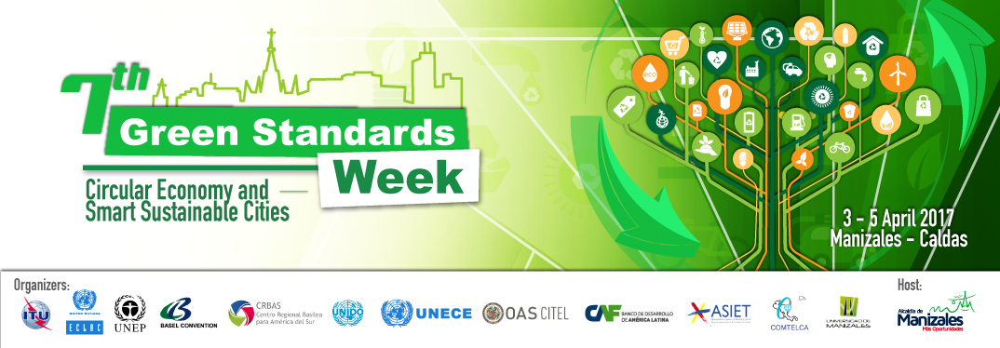 7th
Green Standards
Week
Circular Economy and
Smart Sustainable Cities
eco
3 - 5 April 2017
Manizales - Caldas
Organizers:
Host:
ITU
UNITED NATIONS
ECLAC
UNEP
BASEL CONVENTION
CRBAS
Centro Regional Basilea
para América del Sur
UNIDO
UNECE
OAS CITEL
CAF
BANCO DE DESARROLLO
DE AMÉRICA LATINA
ASIET
COMTELCA
UNIVERSIDAD DE
MANIZALES
Alcaldía de
Manizales
Más Oportunidades